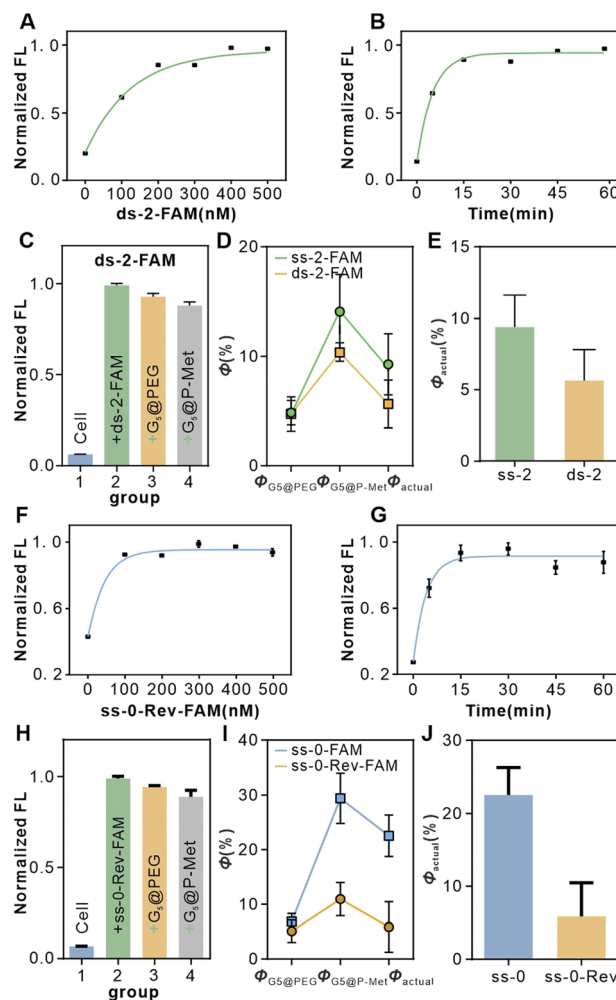 A
Normalized FL
1.0
0.5
0.0
0 100 200 300 400 500
ds-2-FAM(nM)
B
Normalized FL
1.0
0.5
0.0
0 15 30 45 60
Time(min)
C
ds-2-FAM
Normalized FL
1.0
0.5
0.0
Cell
+ds-2-FAM
+G5@PEG
+G5@P-Met
1 2 3 4
group
D
ss-2-FAM
ds-2-FAM
Φ(%)
20
10
0
ΦG5@PEG ΦG5@P-Met Φactual
E
Φactual(%)
15
10
5
0
ss-2 ds-2
F
Normalized FL
1.0
0.6
0.2
0 100 200 300 400 500
ss-0-Rev-FAM(nM)
G
Normalized FL
1.0
0.6
0.2
0 15 30 45 60
Time(min)
H
Normalized FL
1.0
0.5
0.0
Cell
+ss-0-Rev-FAM
+G5@PEG
+G5@P-Met
1 2 3 4
group
I
ss-0-FAM
ss-0-Rev-FAM
Φ(%)
40
30
20
10
0
ΦG5@PEG ΦG5@P-Met Φactual
J
Φactual(%)
30
20
10
0
ss-0 ss-0-Rev